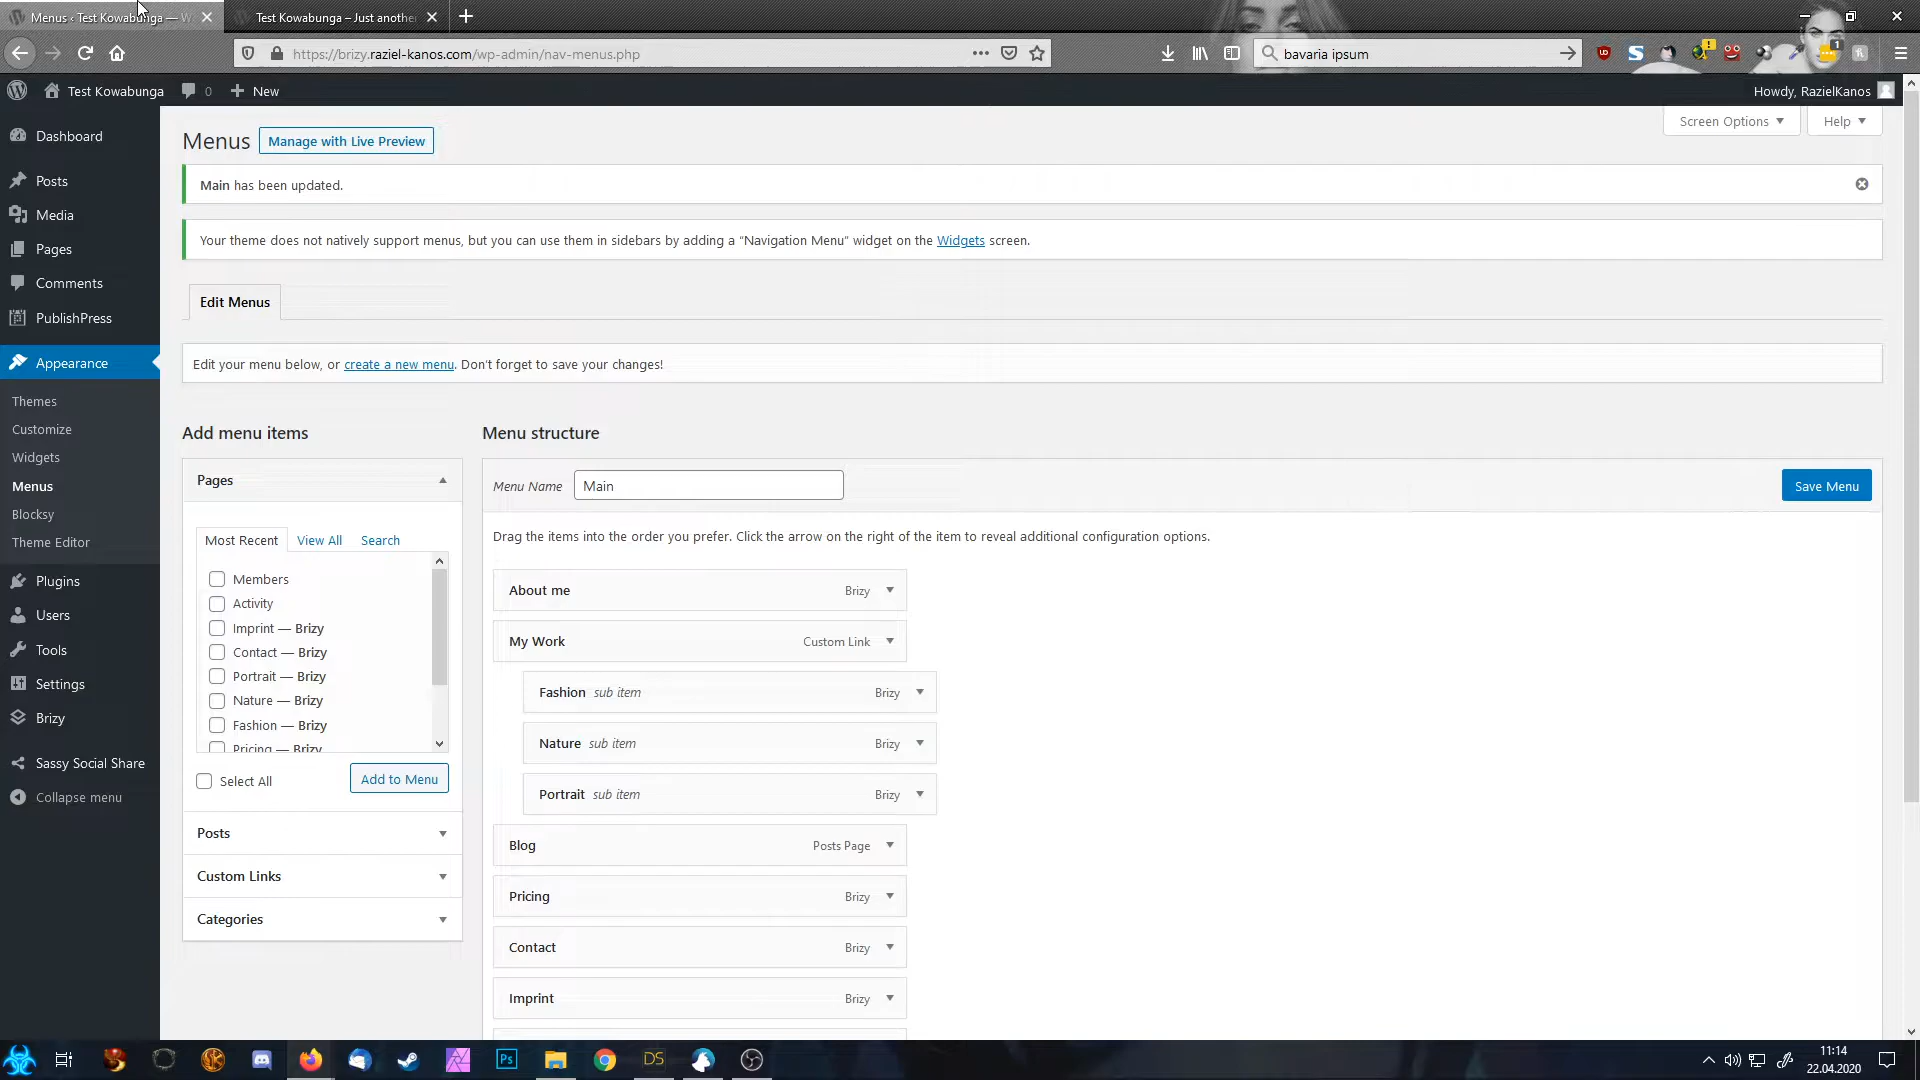 Menus ‹ Test Kowabunga — W
Test Kowabunga – Just another
https://brizy.raziel-kanos.com/wp-admin/nav-menus.php
bavaria ipsum
Test Kowabunga
0
New
Howdy, RazielKanos
Dashboard
Posts
Media
Pages
Comments
PublishPress
Appearance
Themes
Customize
Widgets
Menus
Blocksy
Theme Editor
Plugins
Users
Tools
Settings
Brizy
Sassy Social Share
Collapse menu
Screen Options
Help
Menus
Manage with Live Preview
Main has been updated.
Your theme does not natively support menus, but you can use them in sidebars by adding a “Navigation Menu” widget on the Widgets screen.
Edit Menus
Edit your menu below, or create a new menu. Don’t forget to save your changes!
Add menu items
Pages
Most Recent
View All
Search
Members
Activity
Imprint — Brizy
Contact — Brizy
Portrait — Brizy
Nature — Brizy
Fashion — Brizy
Pricing — Brizy
Select All
Add to Menu
Posts
Custom Links
Categories
Menu structure
Menu Name
Main
Save Menu
Drag the items into the order you prefer. Click the arrow on the right of the item to reveal additional configuration options.
About me
Brizy
My Work
Custom Link
Fashion sub item
Brizy
Nature sub item
Brizy
Portrait sub item
Brizy
Blog
Posts Page
Pricing
Brizy
Contact
Brizy
Imprint
Brizy
Ps
DS
11:14
22.04.2020